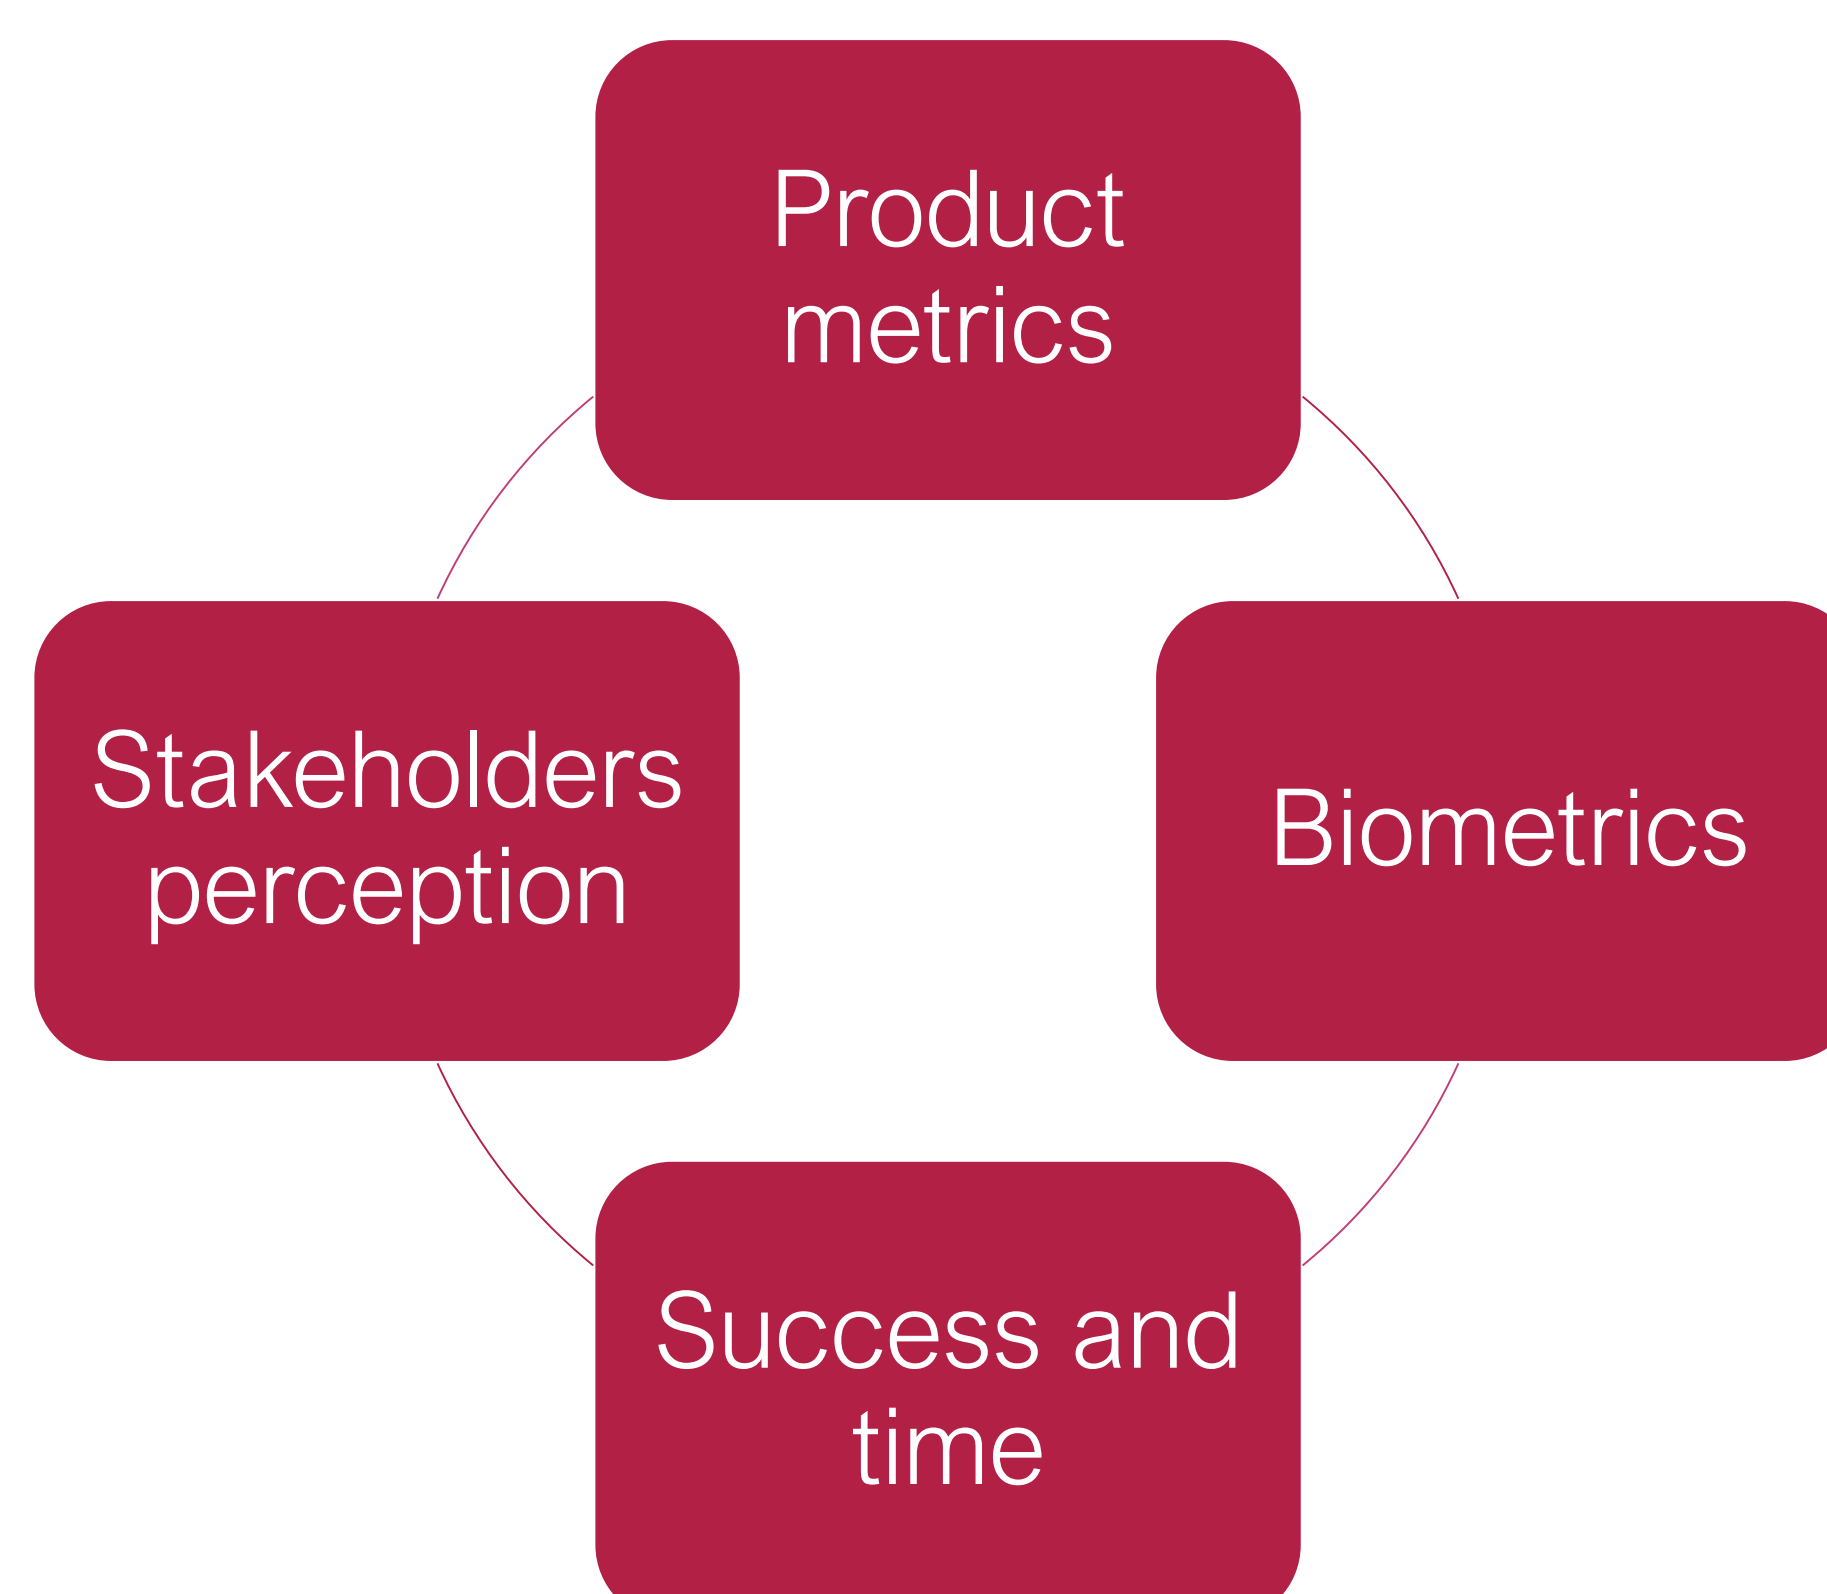 Product
metrics
Stakeholders
perception
Biometrics
Success and
time